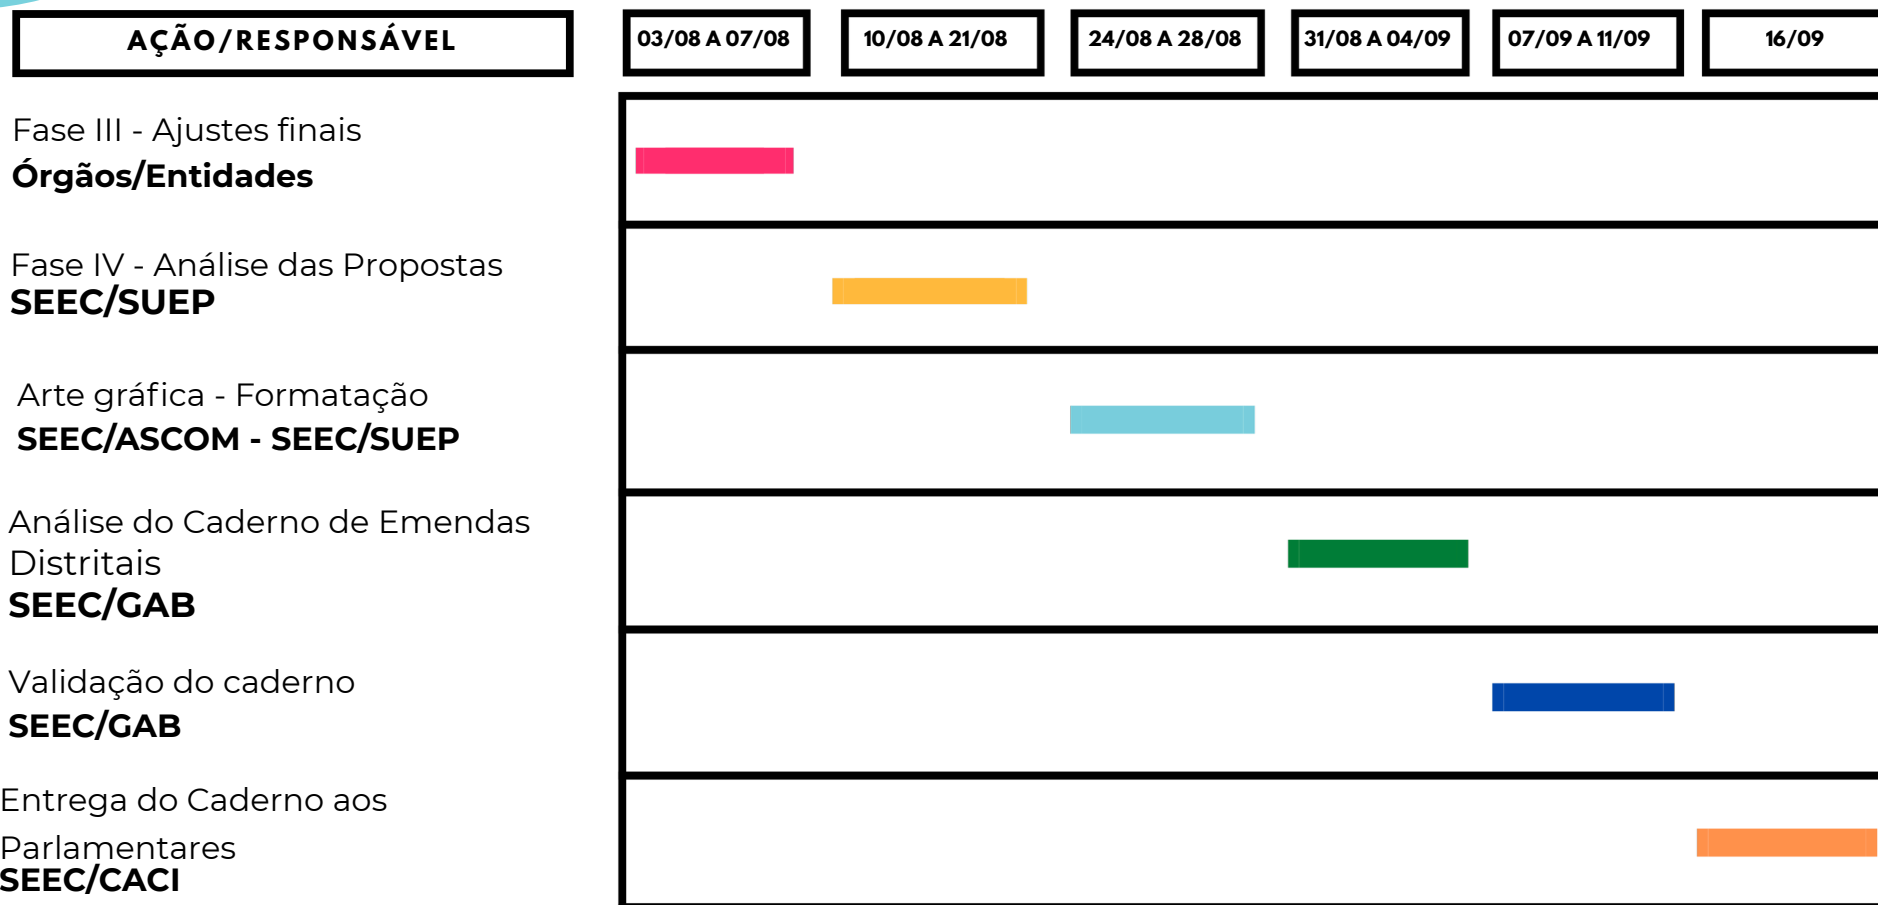 AÇÃO/RESPONSÁVEL
03/08 A 07/08
10/08 A 21/08
24/08 A 28/08
31/08 A 04/09
07/09 A 11/09
16/09
Fase III - Ajustes finais
Órgãos/Entidades
Fase IV - Análise das Propostas
SEEC/SUEP
Arte gráfica - Formatação
SEEC/ASCOM - SEEC/SUEP
Análise do Caderno de Emendas
Distritais
SEEC/GAB
Validação do caderno
SEEC/GAB
Entrega do Caderno aos
Parlamentares
SEEC/CACI